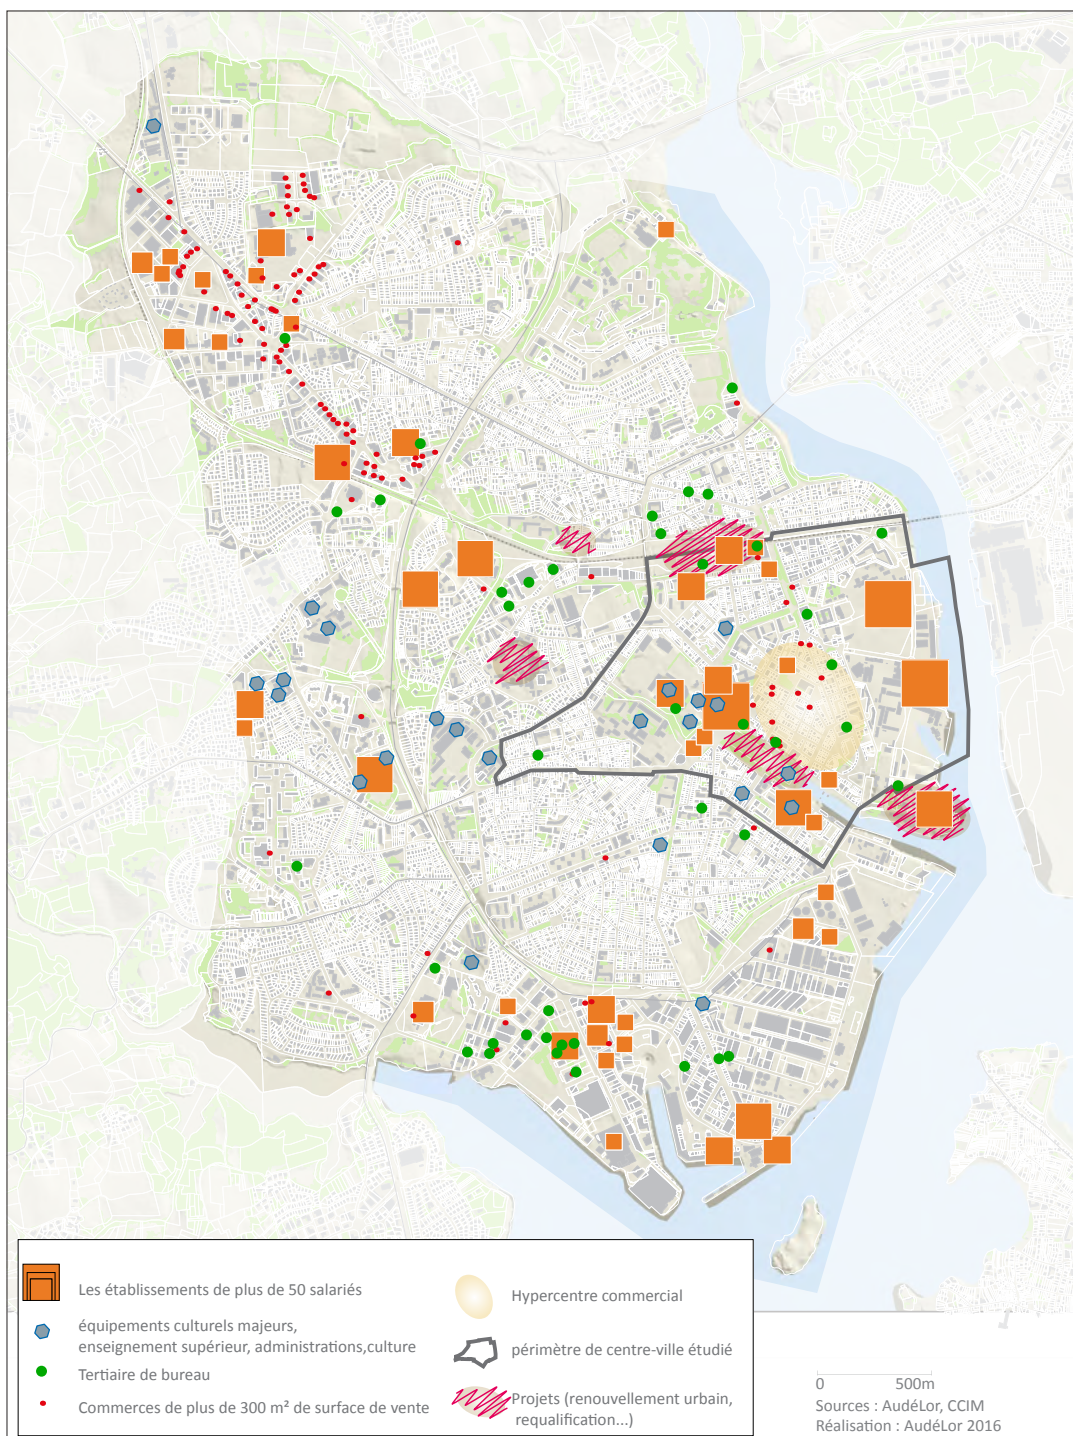 Les établissements de plus de 50 salariés
équipements culturels majeurs,
enseignement supérieur, administrations,culture
Tertiaire de bureau
Commerces de plus de 300 m² de surface de vente
Hypercentre commercial
périmètre de centre-ville étudié
Projets (renouvellement urbain,
requalification...)
0 500m
Sources : AudéLor, CCIM
Réalisation : AudéLor 2016